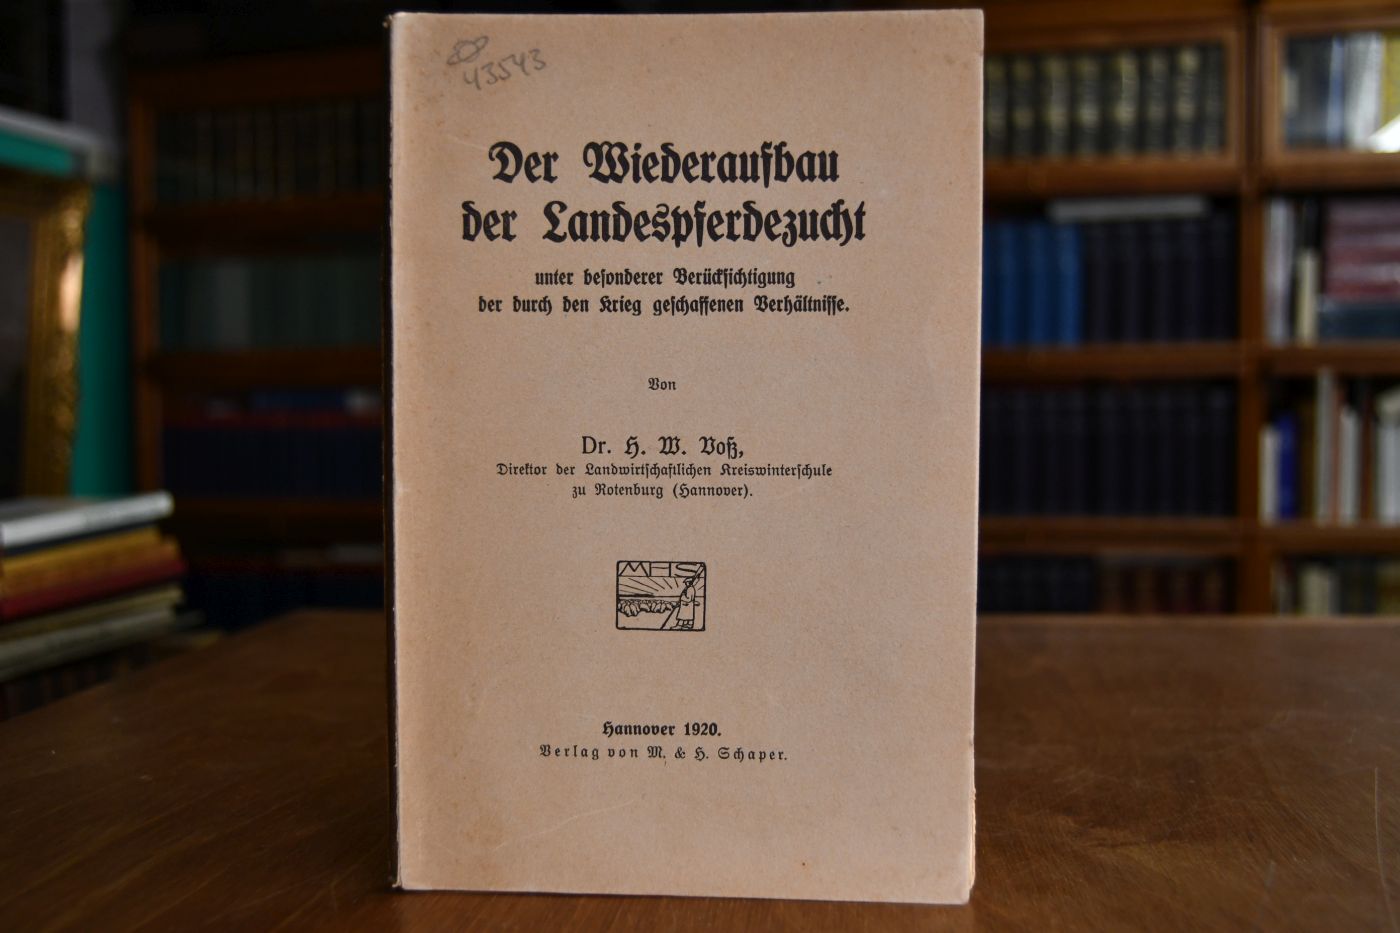 43543
Der Wiederaufbau
der Landespferdezucht
unter besonderer Berücksichtigung
der durch den Krieg geschaffenen Verhältnisse.
Von
Dr. H. W. Voß,
Direktor der Landwirtschaftlichen Kreiswinterschule
zu Rotenburg (Hannover).
MHS
Hannover 1920.
Verlag von M. & H. Schaper.